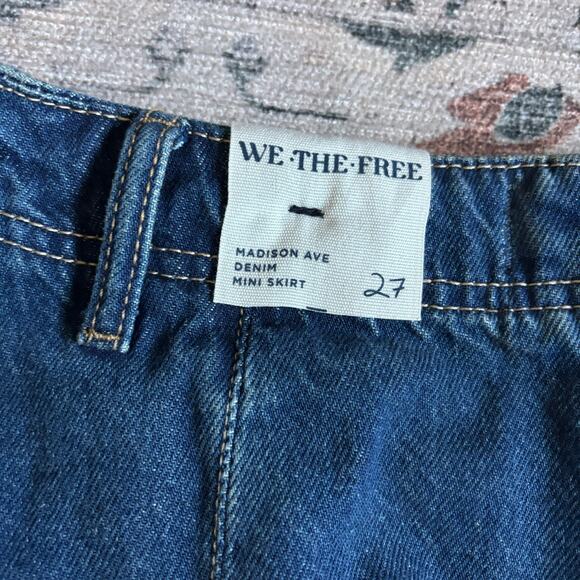 WE·THE·FREE
MADISON AVE
DENIM
MINI SKIRT
27